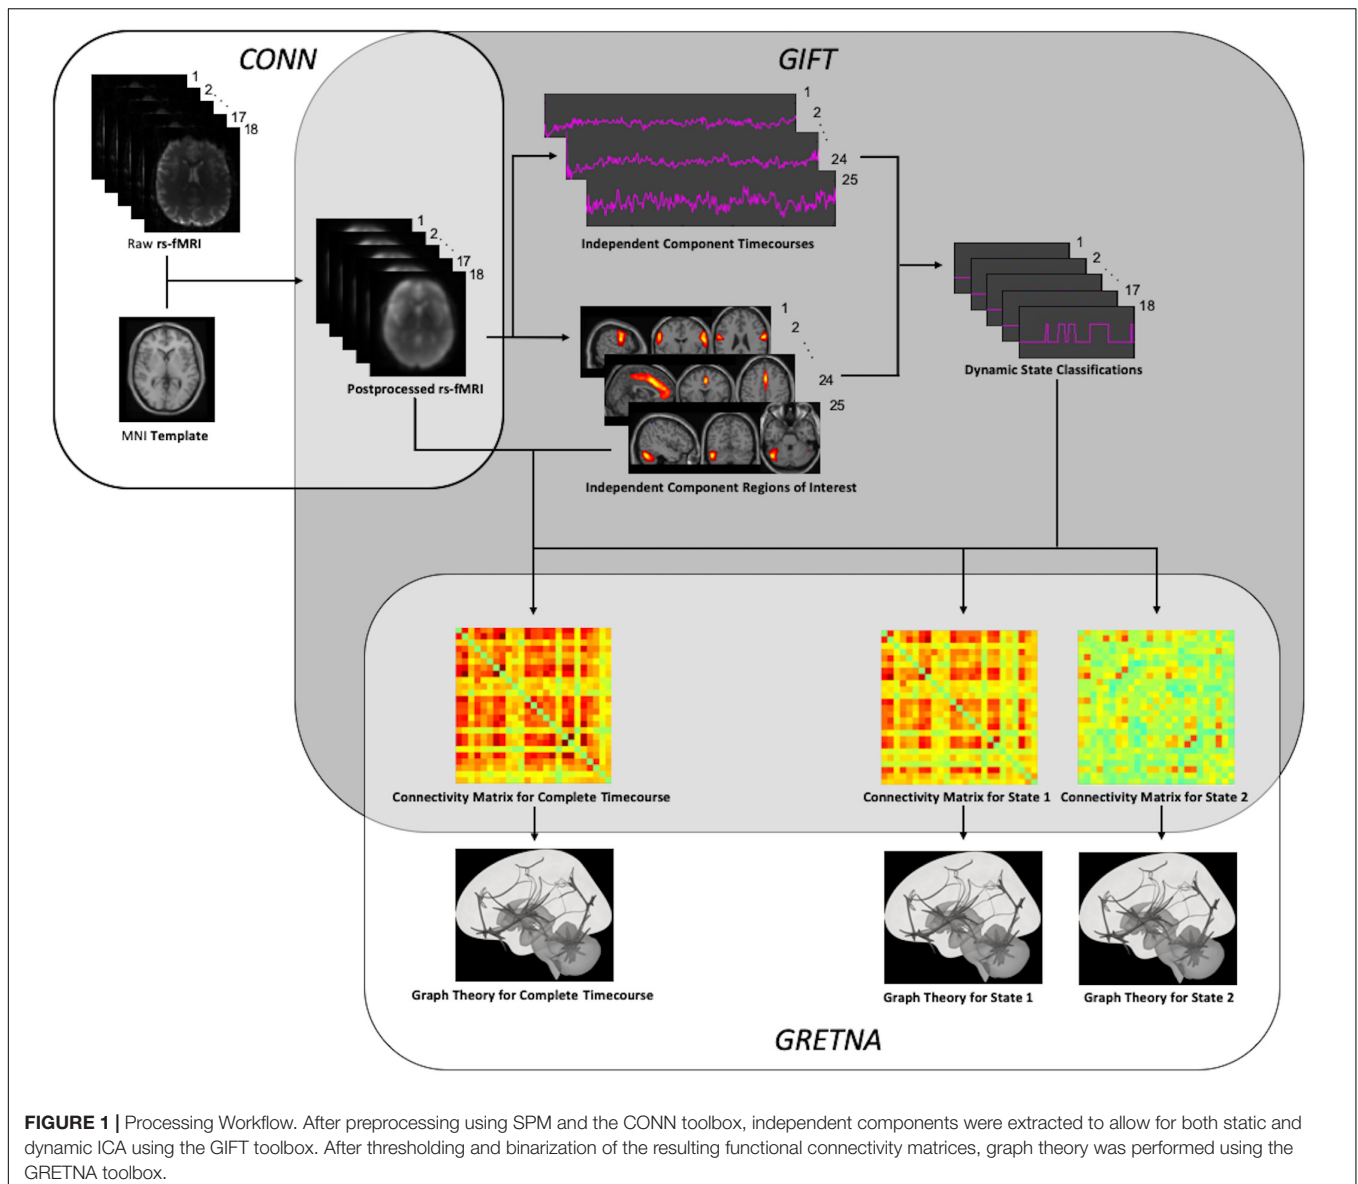 CONN
GIFT
1
2
17
18
Raw rs-fMRI
MNI Template
1
2
17
18
Postprocessed rs-fMRI
1
2
24
25
Independent Component Timecourses
1
2
24
25
Independent Component Regions of Interest
1
2
17
18
Dynamic State Classifications
Connectivity Matrix for Complete Timecourse
Connectivity Matrix for State 1
Connectivity Matrix for State 2
Graph Theory for Complete Timecourse
Graph Theory for State 1
Graph Theory for State 2
GRETNA
FIGURE 1 | Processing Workflow. After preprocessing using SPM and the CONN toolbox, independent components were extracted to allow for both static and
dynamic ICA using the GIFT toolbox. After thresholding and binarization of the resulting functional connectivity matrices, graph theory was performed using the
GRETNA toolbox.